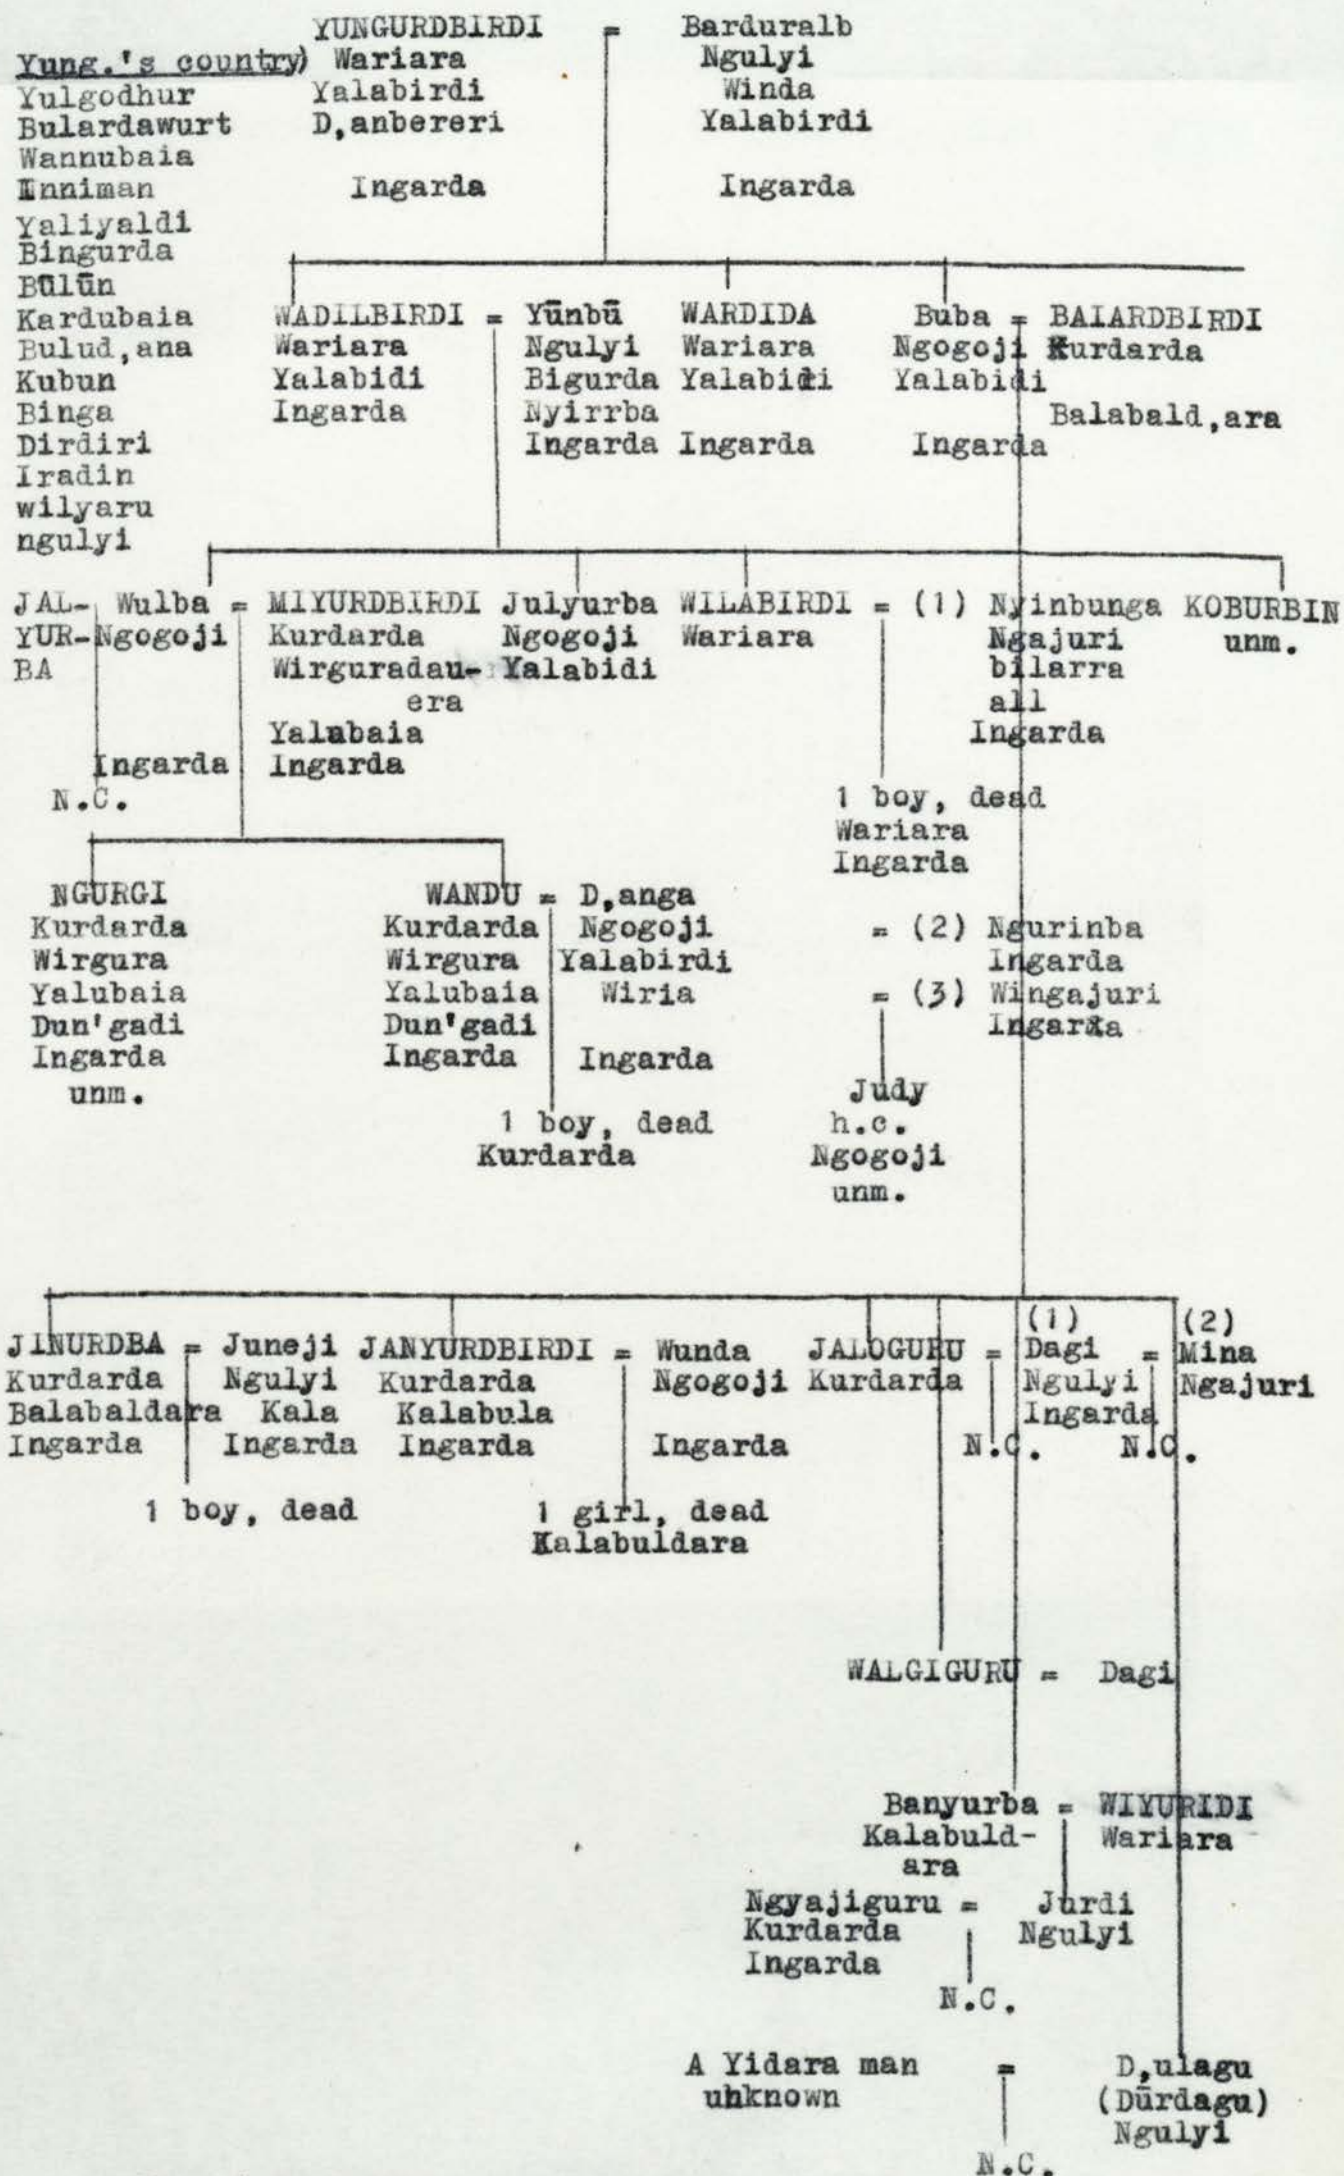 YUNGURDBIRDI = Barduralb
Yung.'s country) Wariara Ngulyi
Yulgodhur Yalabirdi Winda
Bulardawurt D,anbereri Yalabirdi
Wannubaia
Inniman Ingarda Ingarda
Yaliyaldi
Bingurda
Būlūn
Kardubaia WADILBIRDI = Yūnbū WARDIDA Buba = BAIARDBIRDI
Bulud,ana Wariara Ngulyi Wariara Ngogoji Kurdarda
Kubun Yalabidi Bigurda Yalabidi Yalabidi
Binga Ingarda Nyirrba Balabald,ara
Dirdiri Ingarda Ingarda Ingarda
Iradin
wilyaru
ngulyi
JAL- Wulba = MIYURDBIRDI Julyurba WILABIRDI = (1) Nyinbunga KOBURBIN
YUR- Ngogoji Kurdarda Ngogoji Wariara Ngajuri unm.
BA Wirguradau- Yalabidi bilarra
era all
Yalubaia Ingarda
Ingarda Ingarda
N.C. 1 boy, dead
Wariara
Ingarda
NGURGI WANDU = D,anga
Kurdarda Kurdarda Ngogoji = (2) Ngurinba
Wirgura Wirgura Yalabirdi Ingarda
Yalubaia Yalubaia Wiria = (3) Wingajuri
Dun'gadi Dun'gadi Ingarda
Ingarda Ingarda Ingarda
unm. Judy
1 boy, dead h.c.
Kurdarda Ngogoji
unm.
(1) (2)
JINURDBA = Juneji JANYURDBIRDI = Wunda JALOGURU = Dagi = Mina
Kurdarda Ngulyi Kurdarda Ngogoji Kurdarda Ngulyi Ngajuri
Balabaldara Kala Kalabula Ingarda
Ingarda Ingarda Ingarda Ingarda N.C. N.C.
1 boy, dead 1 girl, dead
Kalabuldara
WALGIGURU = Dagi
Banyurba = WIYURIDI
Kalabuld- Wariara
ara
Ngyajiguru = Jurdi
Kurdarda Ngulyi
Ingarda
N.C.
A Yidara man = D,ulagu
uhknown (Dūrdagu)
Ngulyi
N.C.